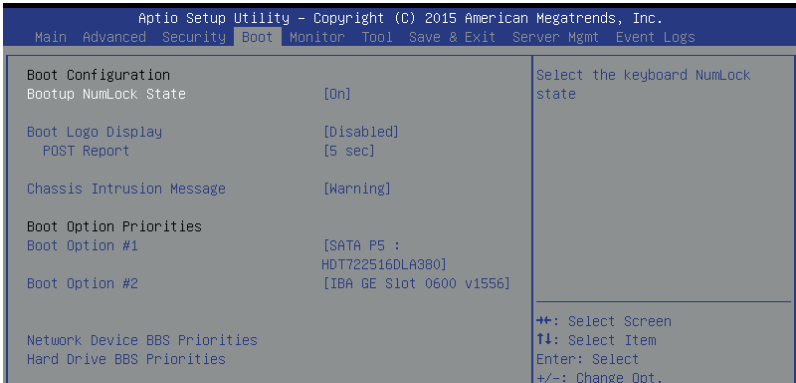 Aptio Setup Utility – Copyright (C) 2015 American Megatrends, Inc.
Main Advanced Security Boot Monitor Tool Save & Exit Server Mgmt Event Logs
Boot Configuration
Bootup NumLock State [On]
Boot Logo Display [Disabled]
POST Report [5 sec]
Chassis Intrusion Message [Warning]
Boot Option Priorities
Boot Option #1 [SATA P5 :
HDT722516DLA380]
Boot Option #2 [IBA GE Slot 0600 v1556]
Network Device BBS Priorities
Hard Drive BBS Priorities
Select the keyboard NumLock
state
→←: Select Screen
↑↓: Select Item
Enter: Select
+/-: Change Opt.